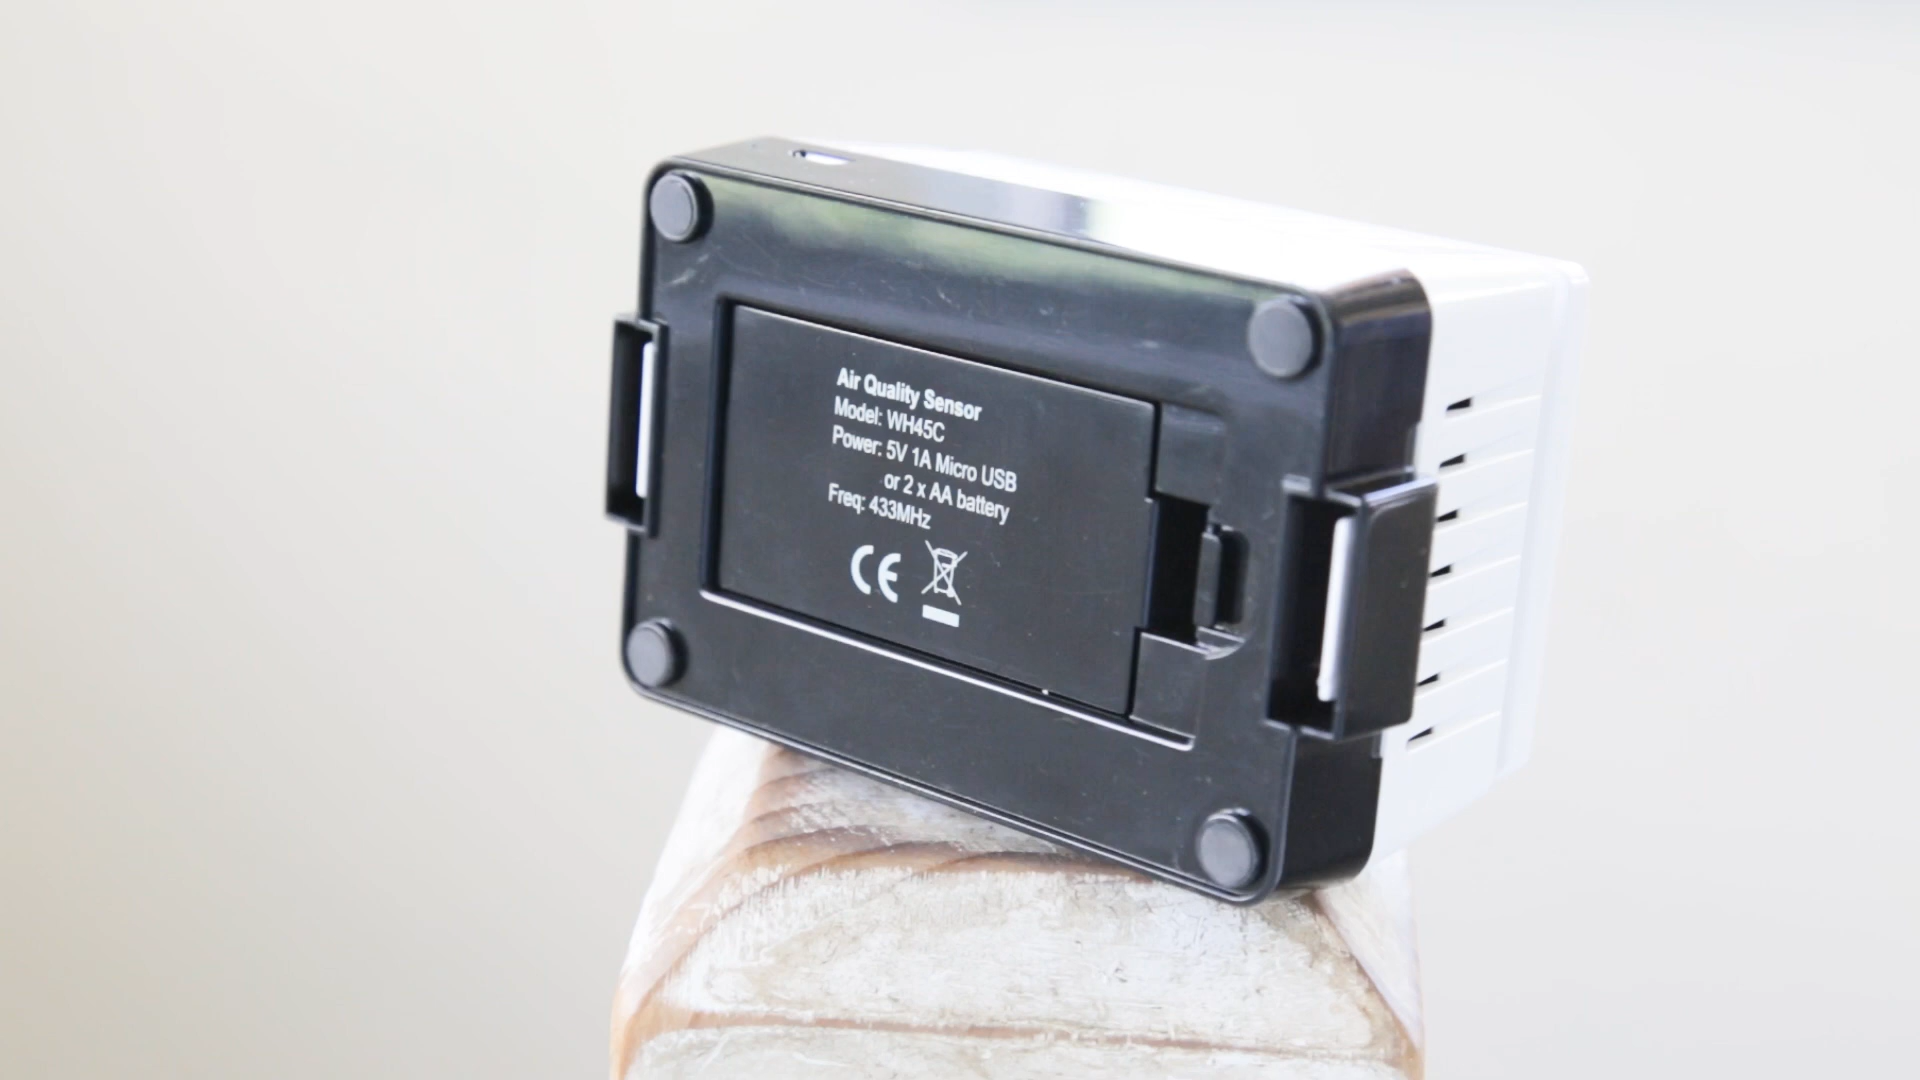 Air Quality Sensor
Model: WH45C
Power: 5V 1A Micro USB
or 2 x AA battery
Freq: 433MHz
CE